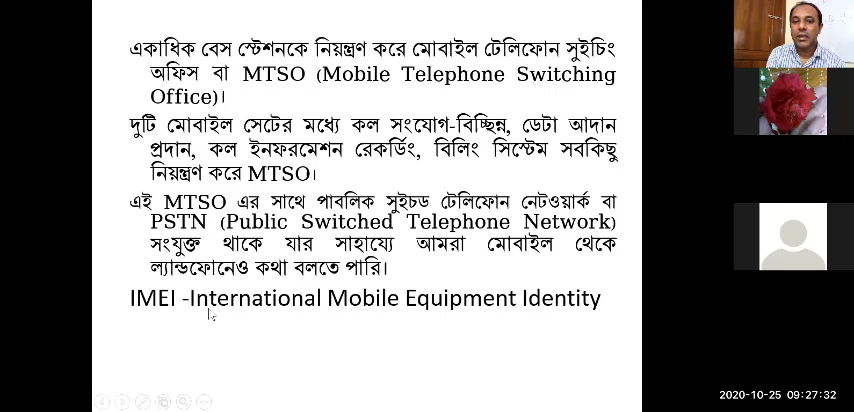 একাধিক বেস স্টেশনকে নিয়ন্ত্রণ করে মোবাইল টেলিফোন সুইচিং
অফিস বা MTSO (Mobile Telephone Switching
Office)।
দুটি মোবাইল সেটের মধ্যে কল সংযোগ-বিচ্ছিন্ন, ডেটা আদান
প্রদান, কল ইনফরমেশন রেকর্ডিং, বিলিং সিস্টেম সবকিছু
নিয়ন্ত্রণ করে MTSO।
এই MTSO এর সাথে পাবলিক সুইচড টেলিফোন নেটওয়ার্ক বা
PSTN (Public Switched Telephone Network)
সংযুক্ত থাকে যার সাহায্যে আমরা মোবাইল থেকে
ল্যান্ডফোনেও কথা বলতে পারি।
IMEI -International Mobile Equipment Identity
2020-10-25 09:27:32